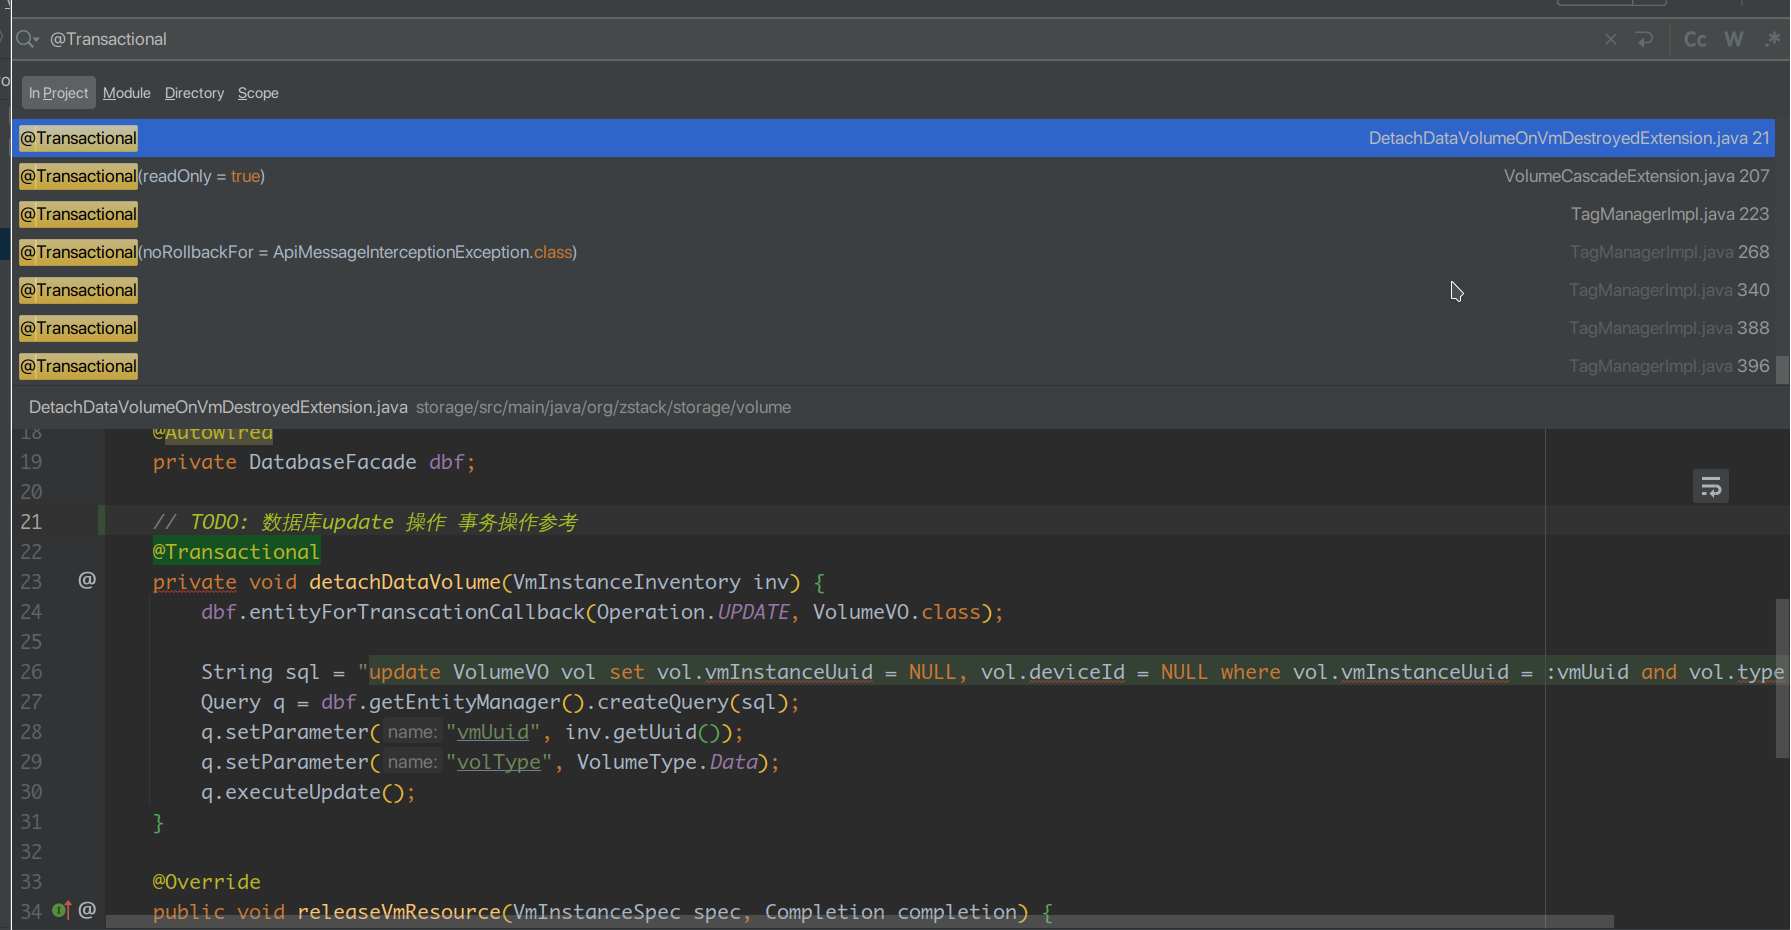 @Transactional
Cc W .*
In Project Module Directory Scope
@Transactional DetachDataVolumeOnVmDestroyedExtension.java 21
@Transactional(readOnly = true) VolumeCascadeExtension.java 207
@Transactional TagManagerImpl.java 223
@Transactional(noRollbackFor = ApiMessageInterceptionException.class) TagManagerImpl.java 268
@Transactional TagManagerImpl.java 340
@Transactional TagManagerImpl.java 388
@Transactional TagManagerImpl.java 396
DetachDataVolumeOnVmDestroyedExtension.java storage/src/main/java/org/zstack/storage/volume
18 @Autowired
19 private DatabaseFacade dbf;
20
21 // TODO: 数据库update 操作 事务操作参考
22 @Transactional
23 @ private void detachDataVolume(VmInstanceInventory inv) {
24 dbf.entityForTranscationCallback(Operation.UPDATE, VolumeVO.class);
25
26 String sql = "update VolumeVO vol set vol.vmInstanceUuid = NULL, vol.deviceId = NULL where vol.vmInstanceUuid = :vmUuid and vol.type
27 Query q = dbf.getEntityManager().createQuery(sql);
28 q.setParameter( name: "vmUuid", inv.getUuid());
29 q.setParameter( name: "volType", VolumeType.Data);
30 q.executeUpdate();
31 }
32
33 @Override
34 @ public void releaseVmResource(VmInstanceSpec spec, Completion completion) {